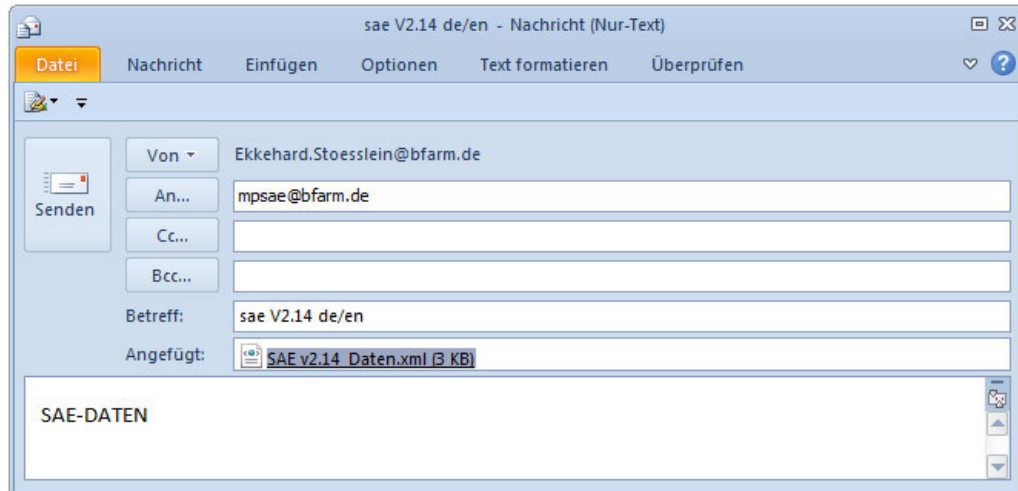 sae V2.14 de/en - Nachricht (Nur-Text)
Datei Nachricht Einfügen Optionen Text formatieren Überprüfen
Von Ekkehard.Stoesslein@bfarm.de
Senden
An... mpsae@bfarm.de
Cc...
Bcc...
Betreff: sae V2.14 de/en
Angefügt: SAE v2.14_Daten.xml (3 KB)
SAE-DATEN